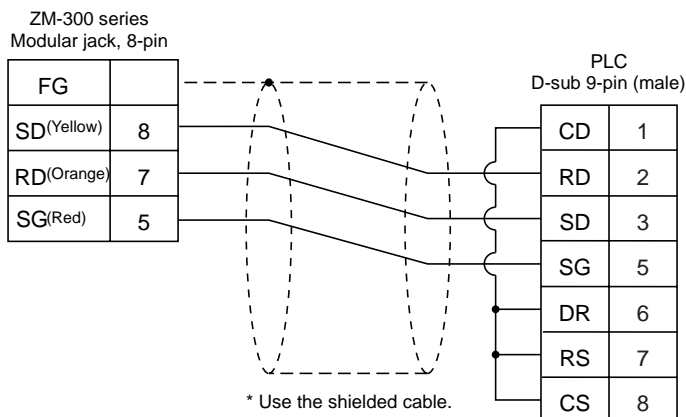 ZM-300 series
Modular jack, 8-pin
FG
SD(Yellow) 8
RD(Orange) 7
SG(Red) 5
PLC
D-sub 9-pin (male)
CD 1
RD 2
SD 3
SG 5
DR 6
RS 7
CS 8
* Use the shielded cable.